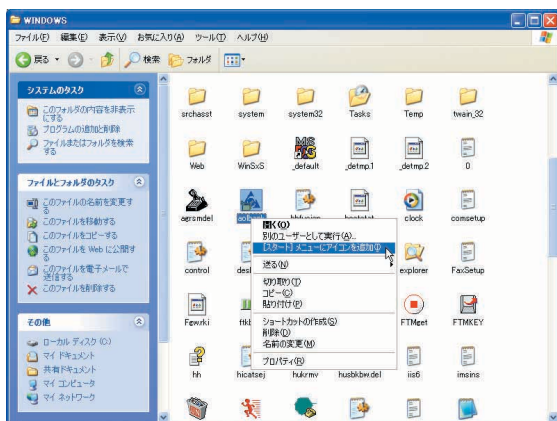 WINDOWS
ファイル(F) 編集(E) 表示(V) お気に入り(A) ツール(T) ヘルプ(H)
戻る 検索 フォルダ
システムのタスク
このフォルダの内容を非表示
にする
プログラムの追加と削除
ファイルまたはフォルダを検索
する
ファイルとフォルダのタスク
このファイルの名前を変更す
る
このファイルを移動する
このファイルをコピーする
このファイルを Web に公開す
る
このファイルを電子メールで
送信する
このファイルを削除する
その他
ローカル ディスク (C:)
マイ ドキュメント
共有ドキュメント
マイ コンピュータ
マイ ネットワーク
srchasst system system32 Tasks Temp twain_32
Web WinSxS _default _detmp.1 _detmp.2 0
agrsmdel clock comsetup
開く(O)
別のユーザーとして実行(A)...
[スタート] メニューにアイコンを追加(I)
送る(N)
切り取り(T)
コピー(C)
貼り付け(P)
ショートカットの作成(S)
削除(D)
名前の変更(M)
プロパティ(R)
control explorer FaxSetup
FTMget FTMKEY
hh hicatsej hukrmv husbkbw.del iis6 imsins